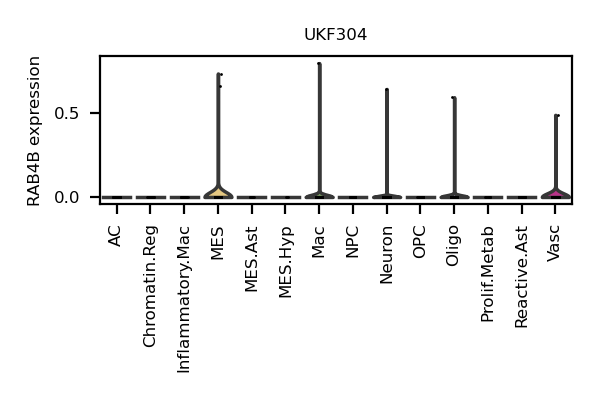 UKF304
RAB4B expression
0.5
0.0
AC
Chromatin.Reg
Inflammatory.Mac
MES
MES.Ast
MES.Hyp
Mac
NPC
Neuron
OPC
Oligo
Prolif.Metab
Reactive.Ast
Vasc